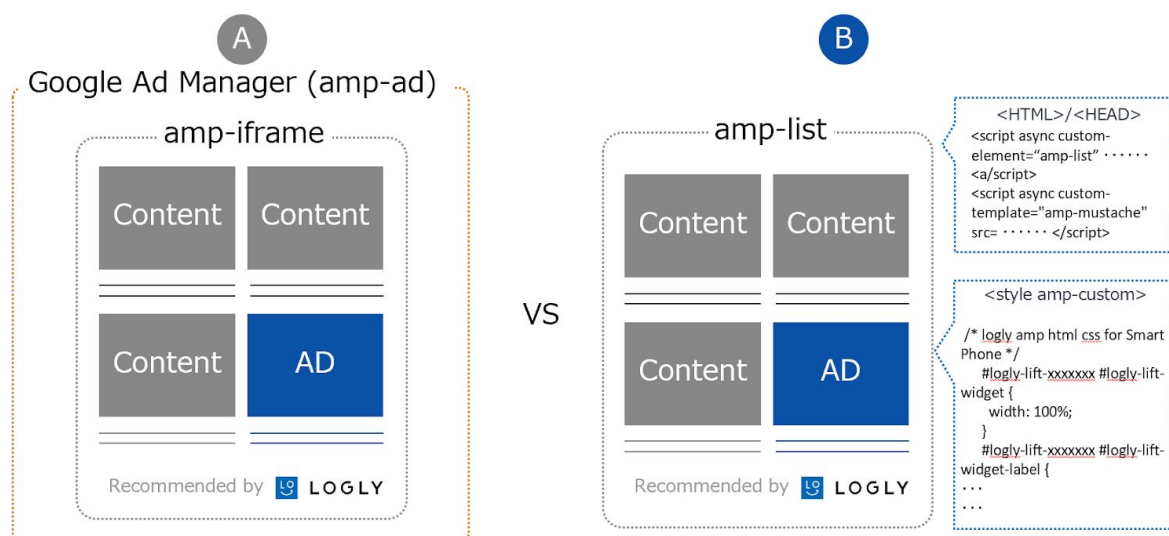 A
Google Ad Manager (amp-ad)
amp-iframe
Content
Content
Content
AD
Recommended by LO LOGLY
VS
B
amp-list
Content
Content
Content
AD
Recommended by LO LOGLY
<HTML>/<HEAD>
<script async custom-
element=“amp-list” ······
<a/script>
<script async custom-
template="amp-mustache"
src= ······ </script>
<style amp-custom>
/* logly amp html css for Smart
Phone */
#logly-lift-xxxxxxx #logly-lift-
widget {
width: 100%;
}
#logly-lift-xxxxxxx #logly-lift-
widget-label {
···
···